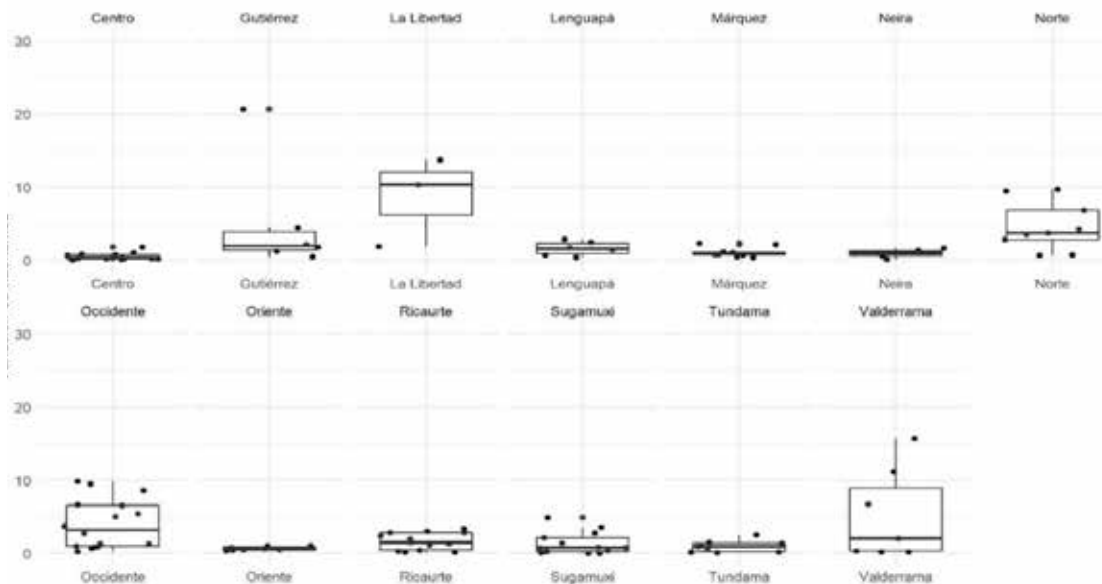 Centro Gutiérrez La Libertad Lenguapá Márquez Neira Norte
30
20
10
0
Centro Gutiérrez La Libertad Lenguapá Márquez Neira Norte
Occidente Oriente Ricaurte Sugamuxi Tundama Valderrama
30
20
10
0
Occidente Oriente Ricaurte Sugamuxi Tundama Valderrama